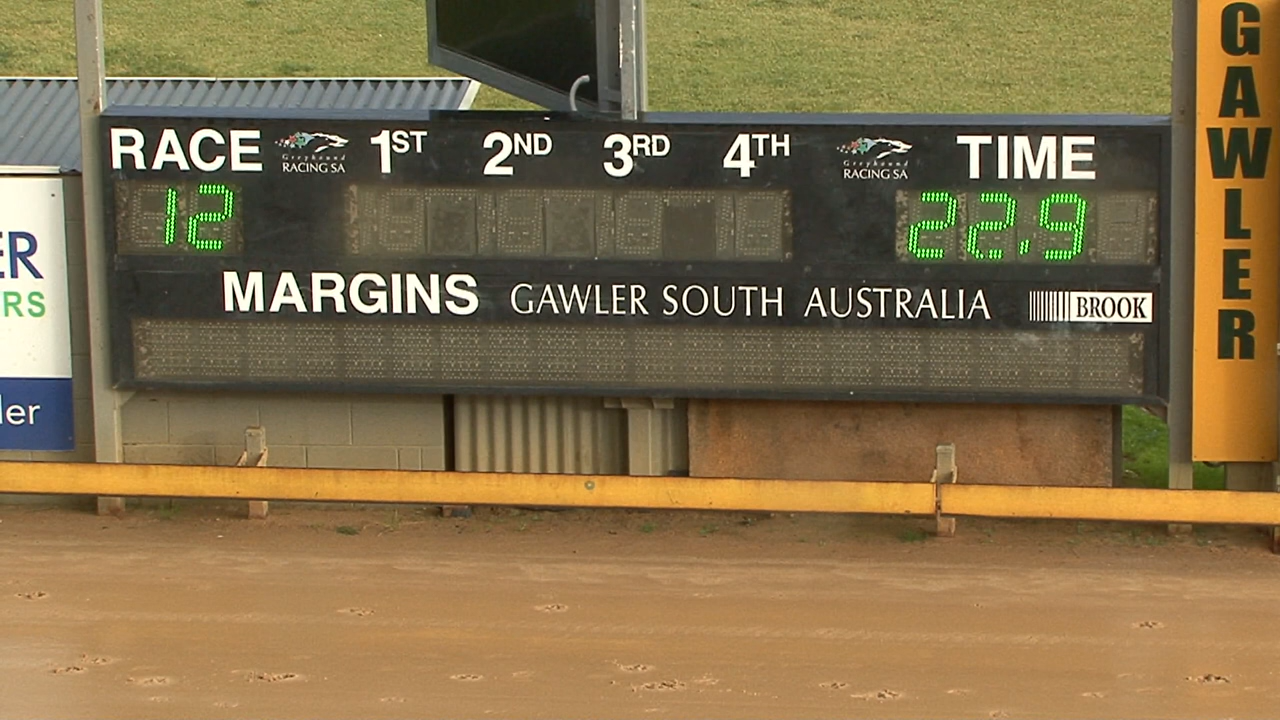 RACE
Greyhound
RACING SA
1ST
2ND
3RD
4TH
Greyhound
RACING SA
TIME
12
22.9
MARGINS
GAWLER SOUTH AUSTRALIA
BROOK
GAWLER
ER
RS
ler